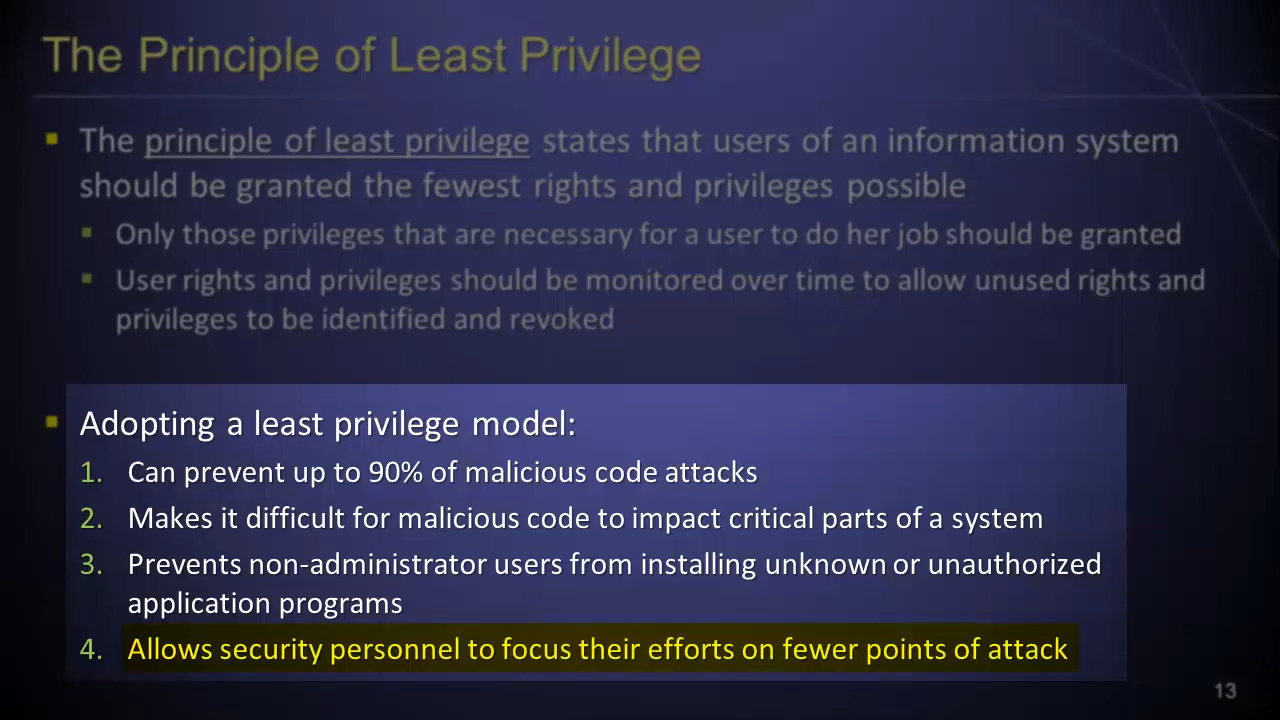 The Principle of Least Privilege
The principle of least privilege states that users of an information system
should be granted the fewest rights and privileges possible
Only those privileges that are necessary for a user to do her job should be granted
User rights and privileges should be monitored over time to allow unused rights and
privileges to be identified and revoked
Adopting a least privilege model:
1. Can prevent up to 90% of malicious code attacks
2. Makes it difficult for malicious code to impact critical parts of a system
3. Prevents non-administrator users from installing unknown or unauthorized
application programs
4. Allows security personnel to focus their efforts on fewer points of attack
13